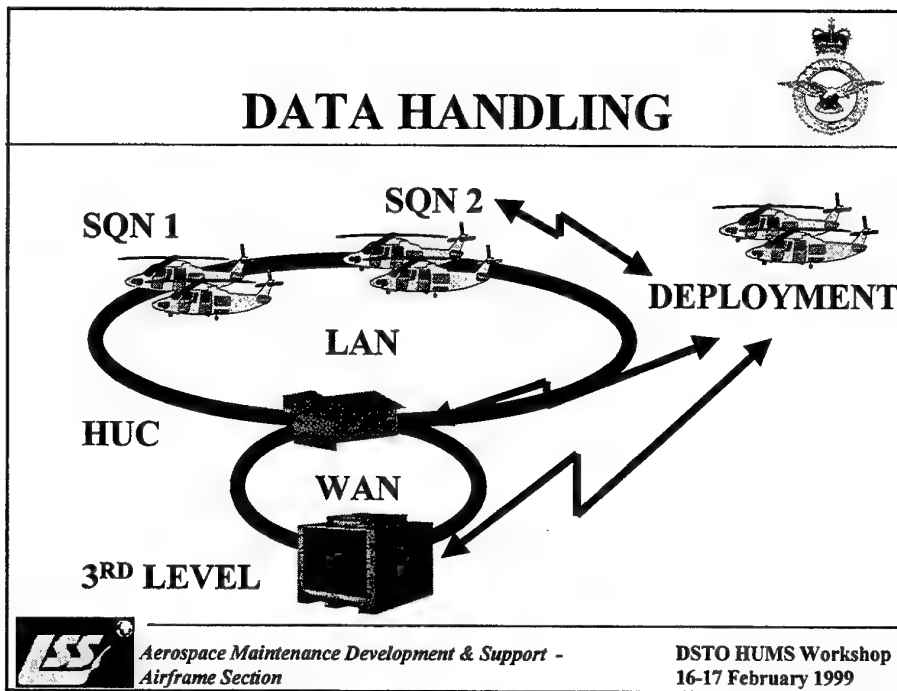 DATA HANDLING
SQN 1
SQN 2
DEPLOYMENT
LAN
HUC
WAN
3RD LEVEL
LSS
Aerospace Maintenance Development & Support -
Airframe Section
DSTO HUMS Workshop
16-17 February 1999